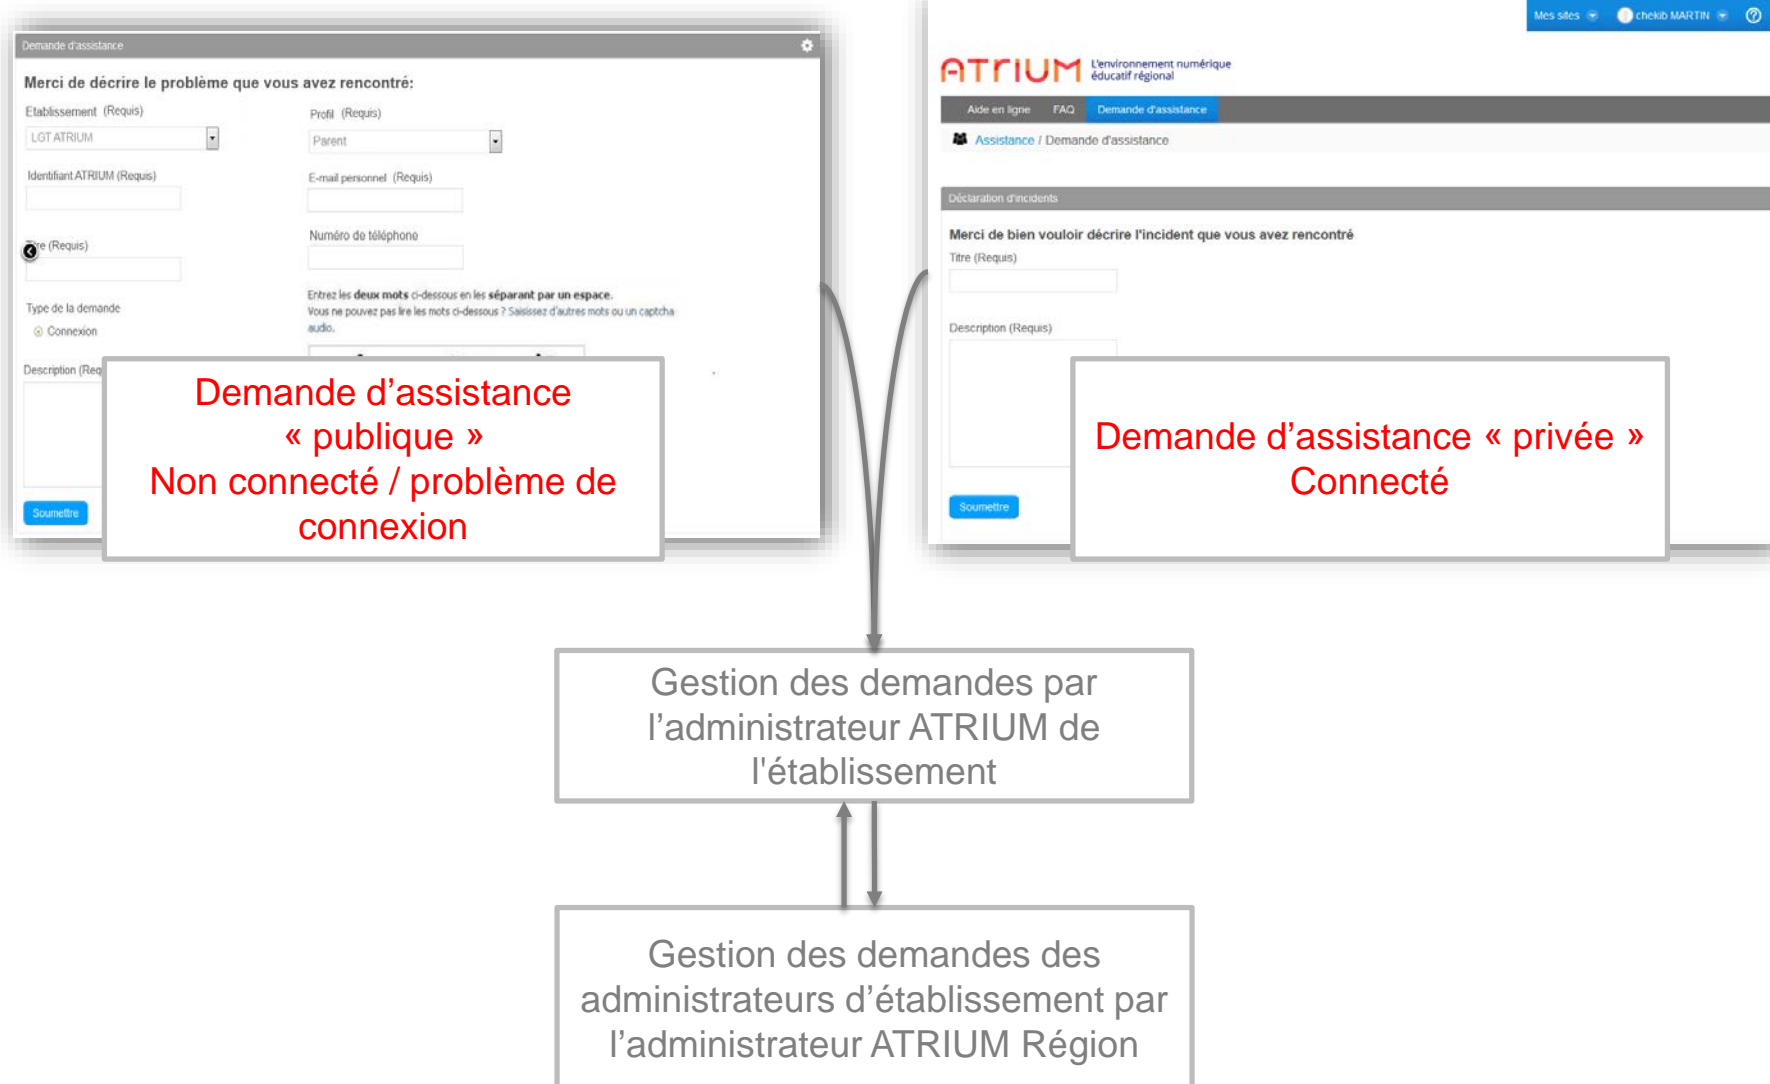 Demande d'assistance
Merci de décrire le problème que vous avez rencontré:
Etablissement (Requis)
Profil (Requis)
LGT ATRIUM
Parent
Identifiant ATRIUM (Requis)
E-mail personnel (Requis)
Numéro de téléphone
(Requis)
Entrez les deux mots ci-dessous en les séparant par un espace.
Vous ne pouvez pas lire les mots ci-dessous ? Saisissez d'autres mots ou un captcha
audio.
Type de la demande
Connexion
Description (Req
Soumettre
Demande d’assistance
« publique »
Non connecté / problème de
connexion
Mes sites
chekib MARTIN
ATrIUM
L'environnement numérique
éducatif régional
Aide en ligne FAQ Demande d'assistance
Assistance / Demande d'assistance
Déclaration d'incidents
Merci de bien vouloir décrire l'incident que vous avez rencontré
Titre (Requis)
Description (Requis)
Soumettre
Demande d’assistance « privée »
Connecté
Gestion des demandes par
l’administrateur ATRIUM de
l'établissement
Gestion des demandes des
administrateurs d’établissement par
l’administrateur ATRIUM Région